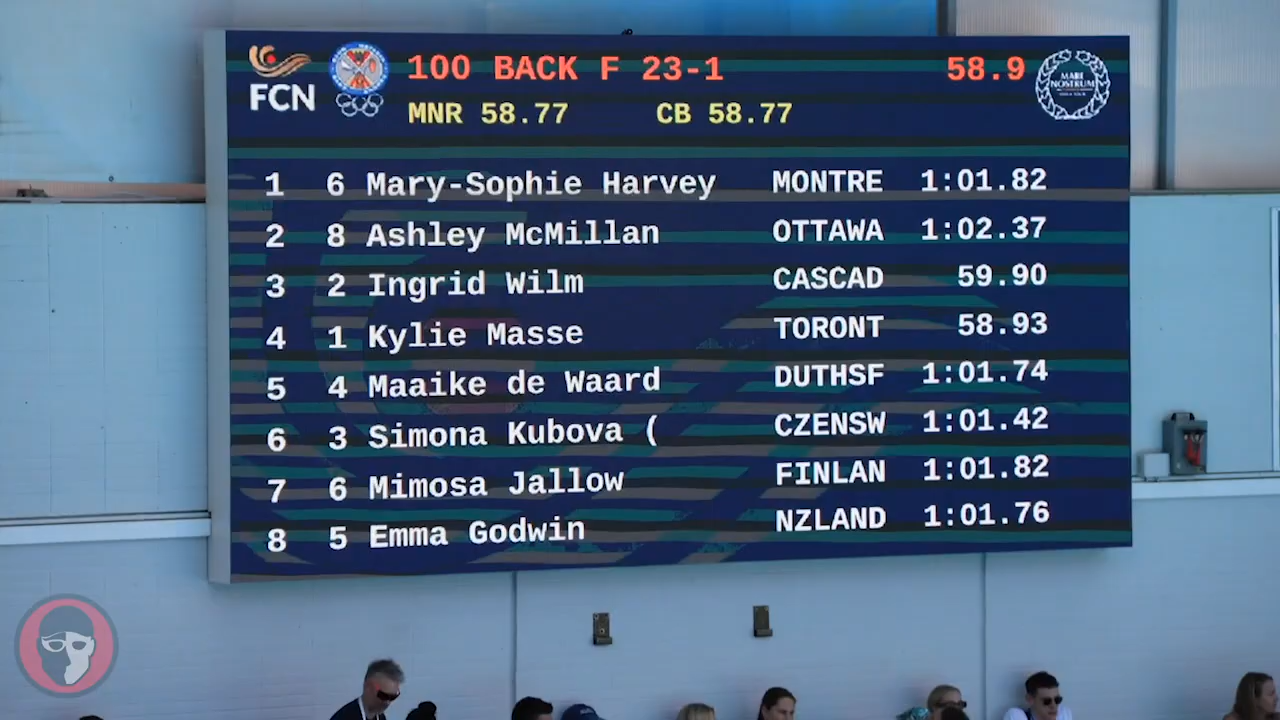 FCN
100 BACK F 23-1 58.9
MARE NOSTRUM
MNR 58.77 CB 58.77
1 6 Mary-Sophie Harvey MONTRE 1:01.82
2 8 Ashley McMillan OTTAWA 1:02.37
3 2 Ingrid Wilm CASCAD 59.90
4 1 Kylie Masse TORONT 58.93
5 4 Maaike de Waard DUTHSF 1:01.74
6 3 Simona Kubova ( CZENSW 1:01.42
7 6 Mimosa Jallow FINLAN 1:01.82
8 5 Emma Godwin NZLAND 1:01.76